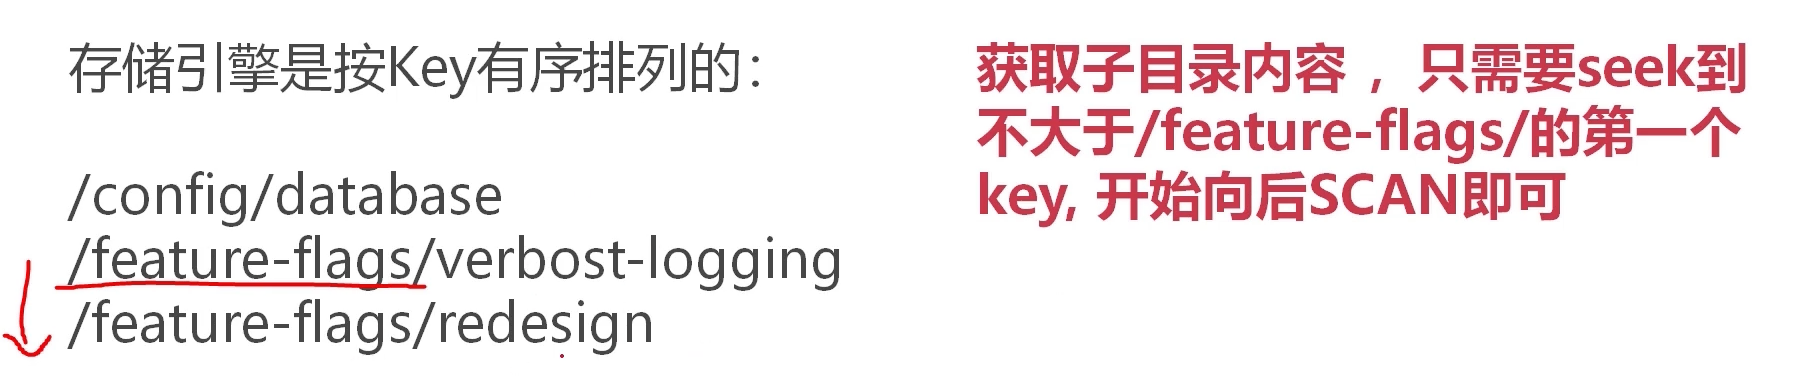 存储引擎是按Key有序排列的：
/config/database
/feature-flags/verbost-logging
/feature-flags/redesign
获取子目录内容 ，只需要seek到
不大于/feature-flags/的第一个
key, 开始向后SCAN即可